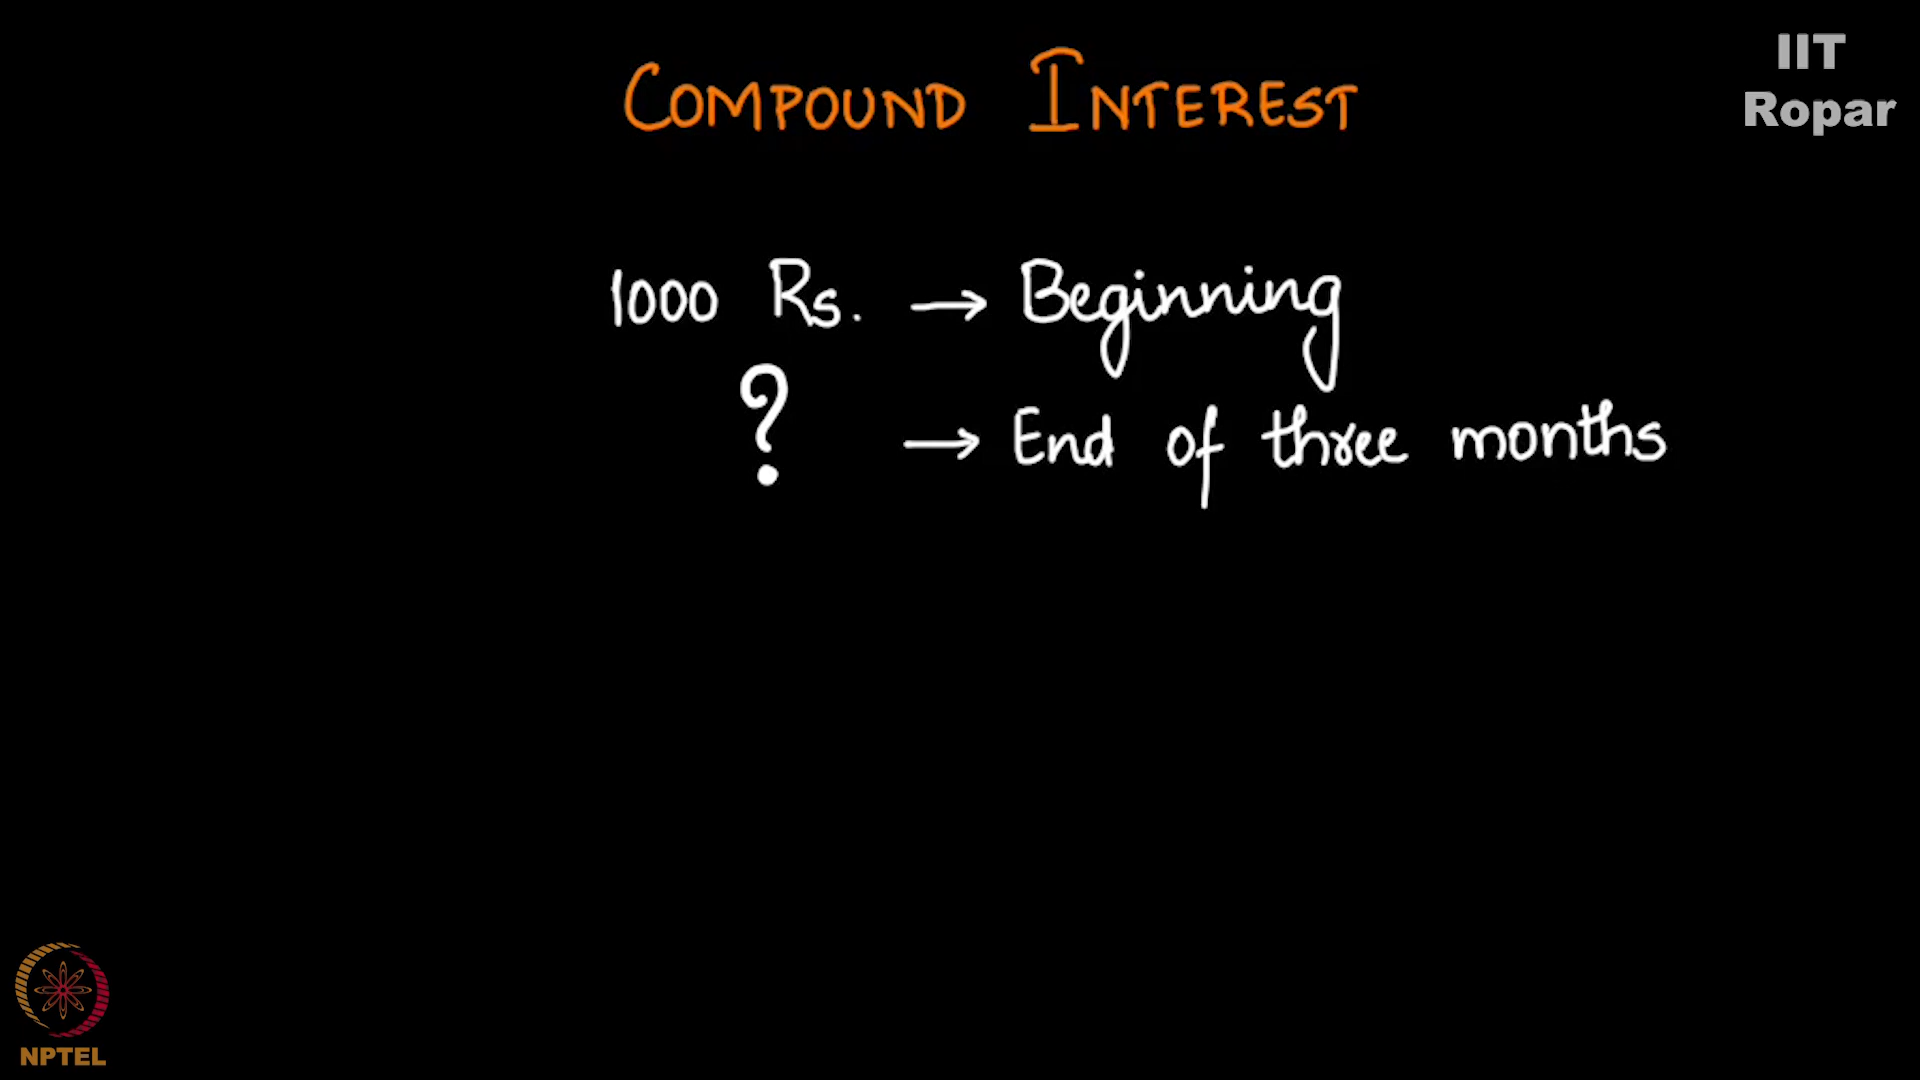 COMPOUND INTEREST
IIT
Ropar
1000 Rs. → Beginning
? → End of three months
NPTEL